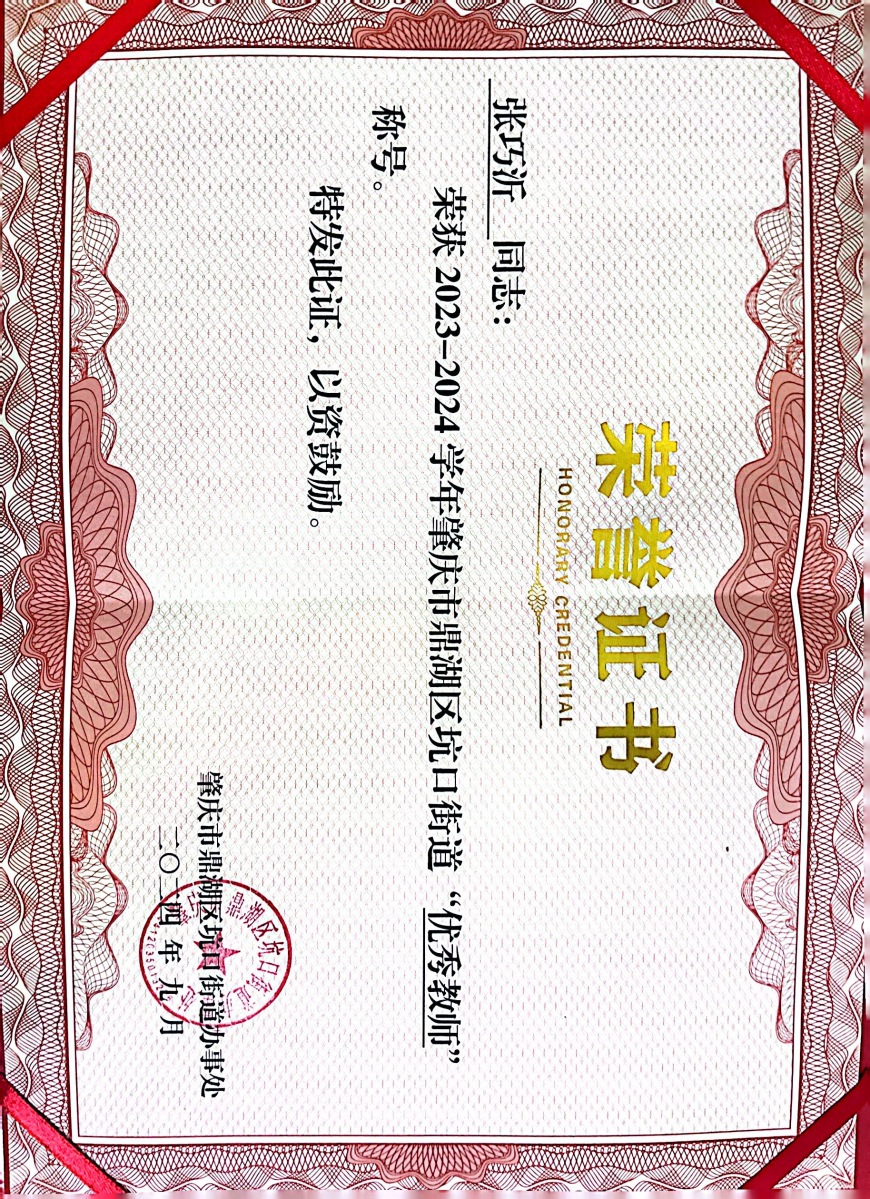 荣誉证书
HONORARY CREDENTIAL
张巧沂 同志：
荣获 2023-2024 学年肇庆市鼎湖区坑口街道“优秀教师”
称号。
特发此证，以资鼓励。
肇庆市鼎湖区坑口街道办事处
二〇二四年九月